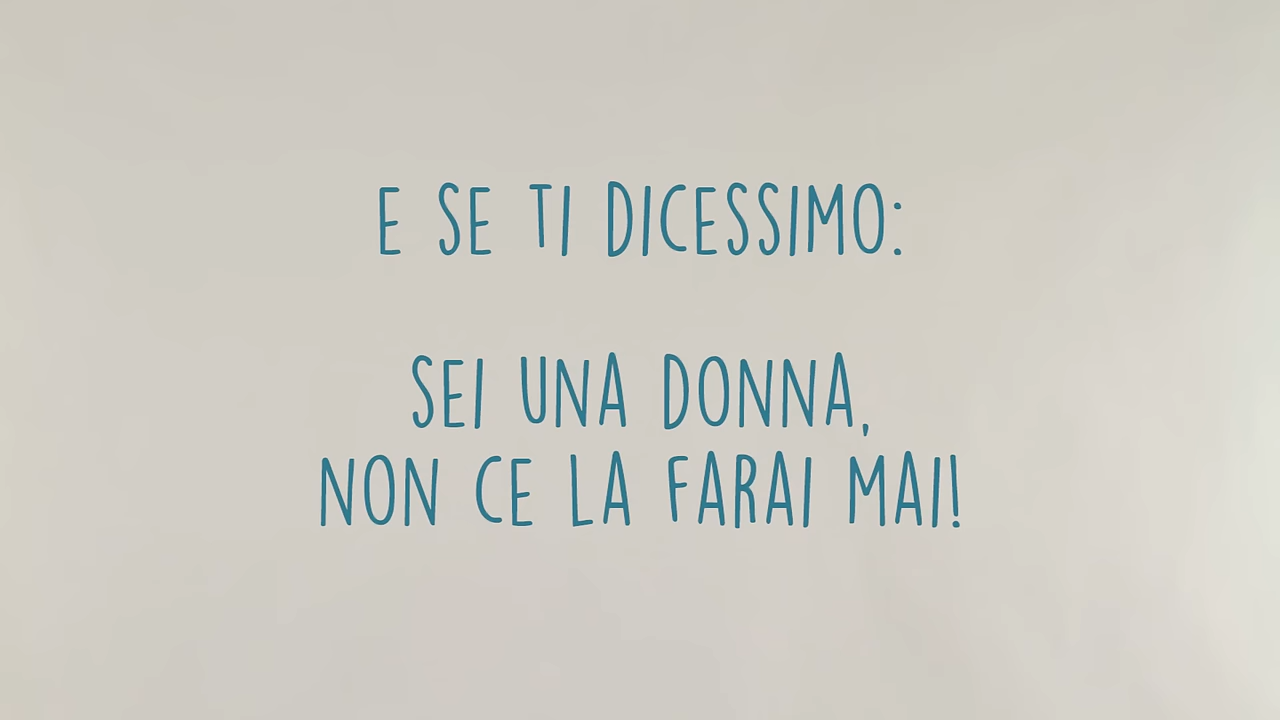 E SE TI DICESSIMO:
SEI UNA DONNA,
NON CE LA FARAI MAI!